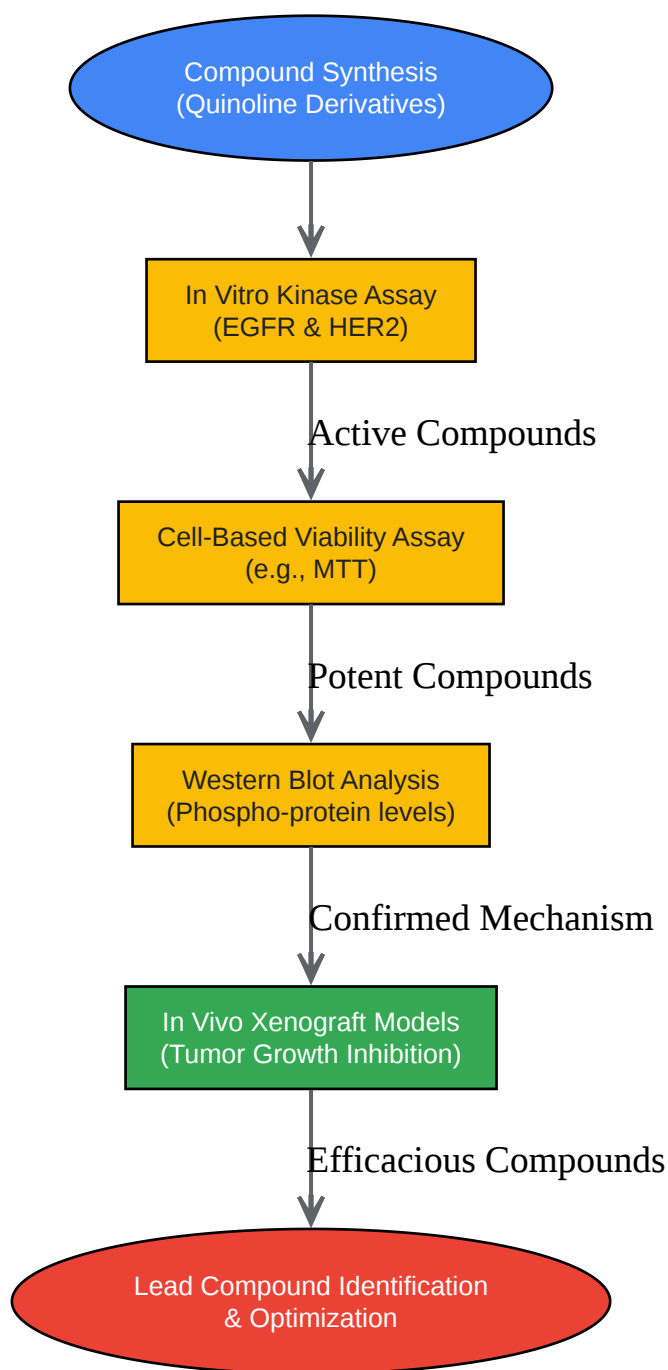 Compound Synthesis
(Quinoline Derivatives)
In Vitro Kinase Assay
(EGFR & HER2)
Active Compounds
Cell-Based Viability Assay
(e.g., MTT)
Potent Compounds
Western Blot Analysis
(Phospho-protein levels)
Confirmed Mechanism
In Vivo Xenograft Models
(Tumor Growth Inhibition)
Efficacious Compounds
Lead Compound Identification
& Optimization